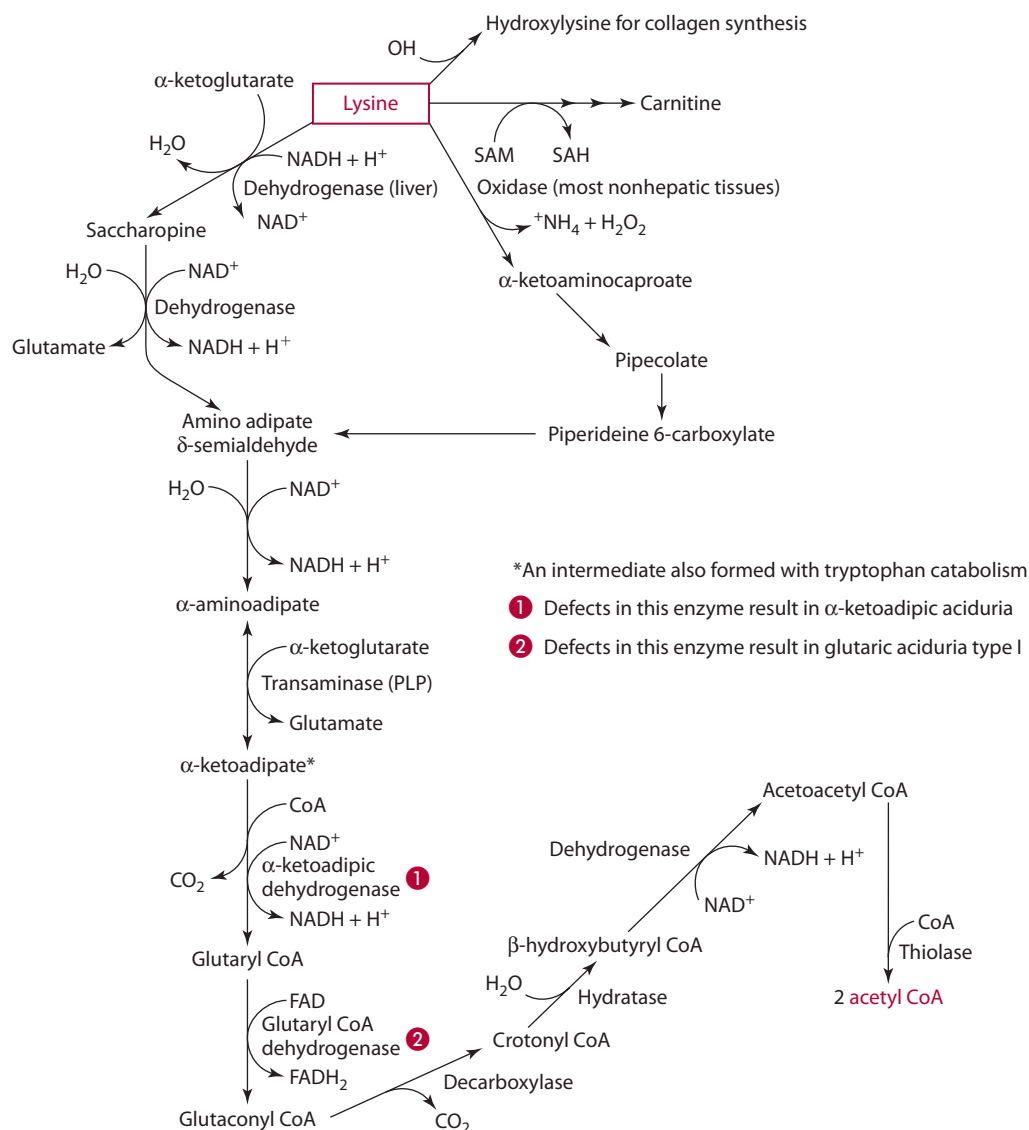 Hydroxylysine for collagen synthesis
OH
α-ketoglutarate
Lysine
Carnitine
H₂O
NADH + H⁺
SAM
SAH
Dehydrogenase (liver)
Oxidase (most nonhepatic tissues)
NAD⁺
⁺NH₄ + H₂O₂
Saccharopine
H₂O
NAD⁺
α-ketoaminocaproate
Dehydrogenase
Glutamate
NADH + H⁺
Pipecolate
Amino adipate
δ-semialdehyde
Piperideine 6-carboxylate
H₂O
NAD⁺
NADH + H⁺
*An intermediate also formed with tryptophan catabolism
α-aminoadipate
1 Defects in this enzyme result in α-ketoadipic aciduria
α-ketoglutarate
2 Defects in this enzyme result in glutaric aciduria type I
Transaminase (PLP)
Glutamate
α-ketoadipate*
CoA
NAD⁺
α-ketoadipic
dehydrogenase 1
CO₂
NADH + H⁺
Glutaryl CoA
FAD
Glutaryl CoA
dehydrogenase 2
FADH₂
Glutaconyl CoA
Decarboxylase
CO₂
Crotonyl CoA
H₂O
Hydratase
β-hydroxybutyryl CoA
Dehydrogenase
NAD⁺
NADH + H⁺
Acetoacetyl CoA
CoA
Thiolase
2 acetyl CoA